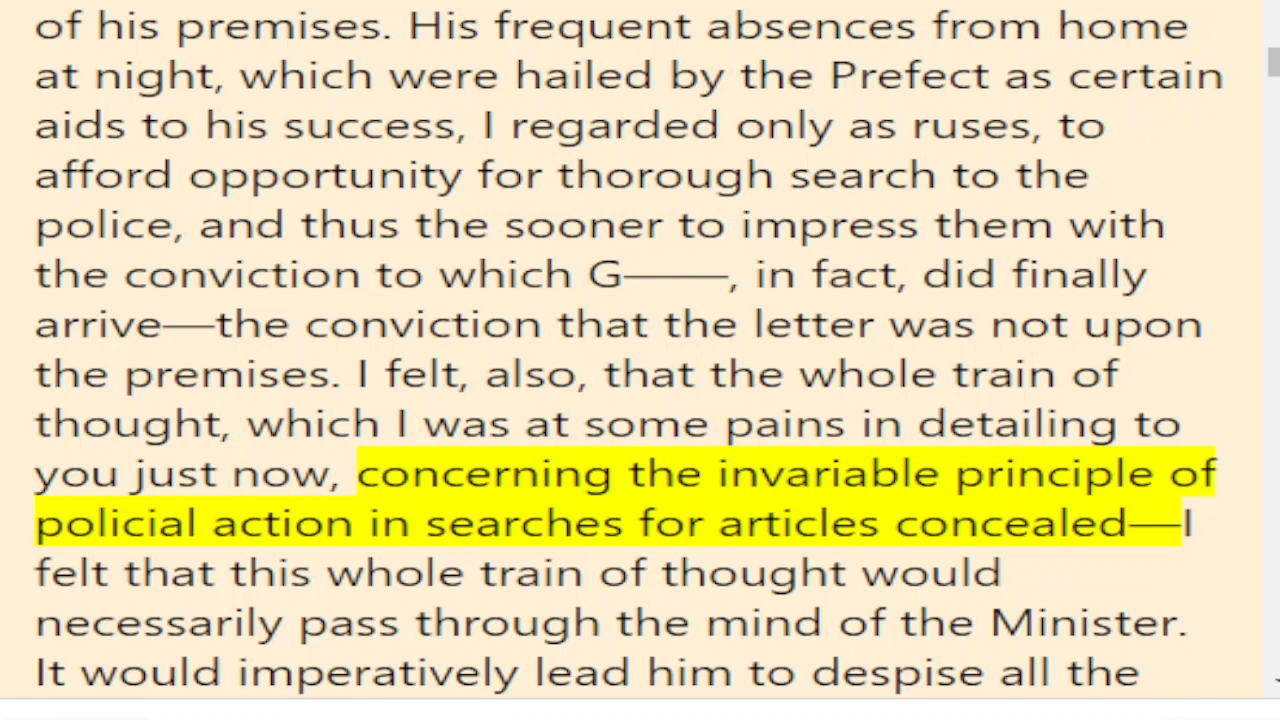 of his premises. His frequent absences from home
at night, which were hailed by the Prefect as certain
aids to his success, I regarded only as ruses, to
afford opportunity for thorough search to the
police, and thus the sooner to impress them with
the conviction to which G——, in fact, did finally
arrive—the conviction that the letter was not upon
the premises. I felt, also, that the whole train of
thought, which I was at some pains in detailing to
you just now, concerning the invariable principle of
policial action in searches for articles concealed—I
felt that this whole train of thought would
necessarily pass through the mind of the Minister.
It would imperatively lead him to despise all the